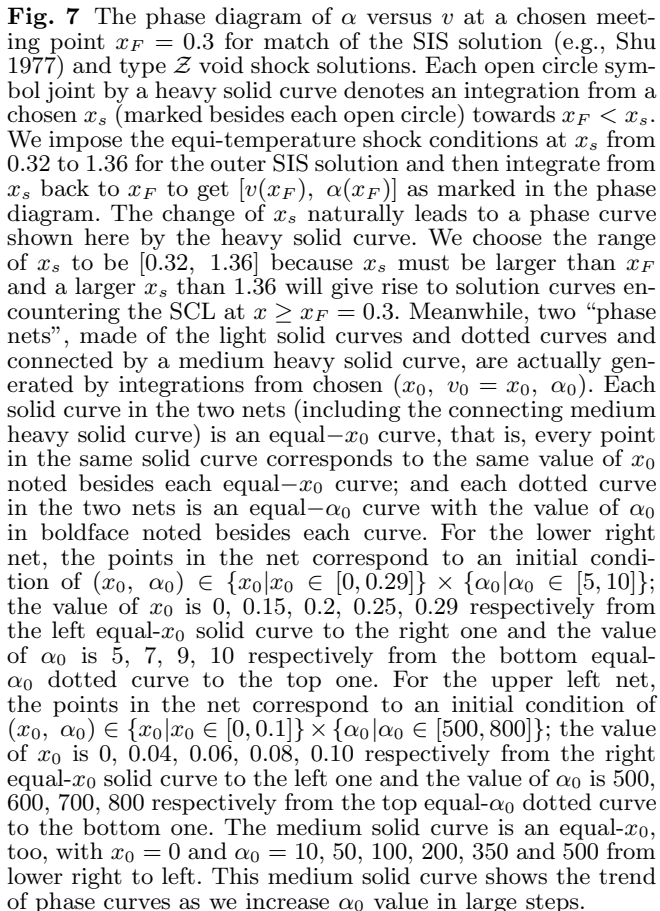 Fig. 7 The phase diagram of α versus v at a chosen meet-
ing point x_F = 0.3 for match of the SIS solution (e.g., Shu
1977) and type 𝒵 void shock solutions. Each open circle sym-
bol joint by a heavy solid curve denotes an integration from a
chosen x_s (marked besides each open circle) towards x_F < x_s.
We impose the equi-temperature shock conditions at x_s from
0.32 to 1.36 for the outer SIS solution and then integrate from
x_s back to x_F to get [v(x_F), α(x_F)] as marked in the phase
diagram. The change of x_s naturally leads to a phase curve
shown here by the heavy solid curve. We choose the range
of x_s to be [0.32, 1.36] because x_s must be larger than x_F
and a larger x_s than 1.36 will give rise to solution curves en-
countering the SCL at x ≥ x_F = 0.3. Meanwhile, two “phase
nets”, made of the light solid curves and dotted curves and
connected by a medium heavy solid curve, are actually gen-
erated by integrations from chosen (x_0, v_0 = x_0, α_0). Each
solid curve in the two nets (including the connecting medium
heavy solid curve) is an equal−x_0 curve, that is, every point
in the same solid curve corresponds to the same value of x_0
noted besides each equal−x_0 curve; and each dotted curve
in the two nets is an equal−α_0 curve with the value of α_0
in boldface noted besides each curve. For the lower right
net, the points in the net correspond to an initial condi-
tion of (x_0, α_0) ∈ {x_0|x_0 ∈ [0, 0.29]} × {α_0|α_0 ∈ [5, 10]};
the value of x_0 is 0, 0.15, 0.2, 0.25, 0.29 respectively from
the left equal-x_0 solid curve to the right one and the value
of α_0 is 5, 7, 9, 10 respectively from the bottom equal-
α_0 dotted curve to the top one. For the upper left net,
the points in the net correspond to an initial condition of
(x_0, α_0) ∈ {x_0|x_0 ∈ [0, 0.1]} × {α_0|α_0 ∈ [500, 800]}; the value
of x_0 is 0, 0.04, 0.06, 0.08, 0.10 respectively from the right
equal-x_0 solid curve to the left one and the value of α_0 is 500,
600, 700, 800 respectively from the top equal-α_0 dotted curve
to the bottom one. The medium solid curve is an equal-x_0,
too, with x_0 = 0 and α_0 = 10, 50, 100, 200, 350 and 500 from
lower right to left. This medium solid curve shows the trend
of phase curves as we increase α_0 value in large steps.